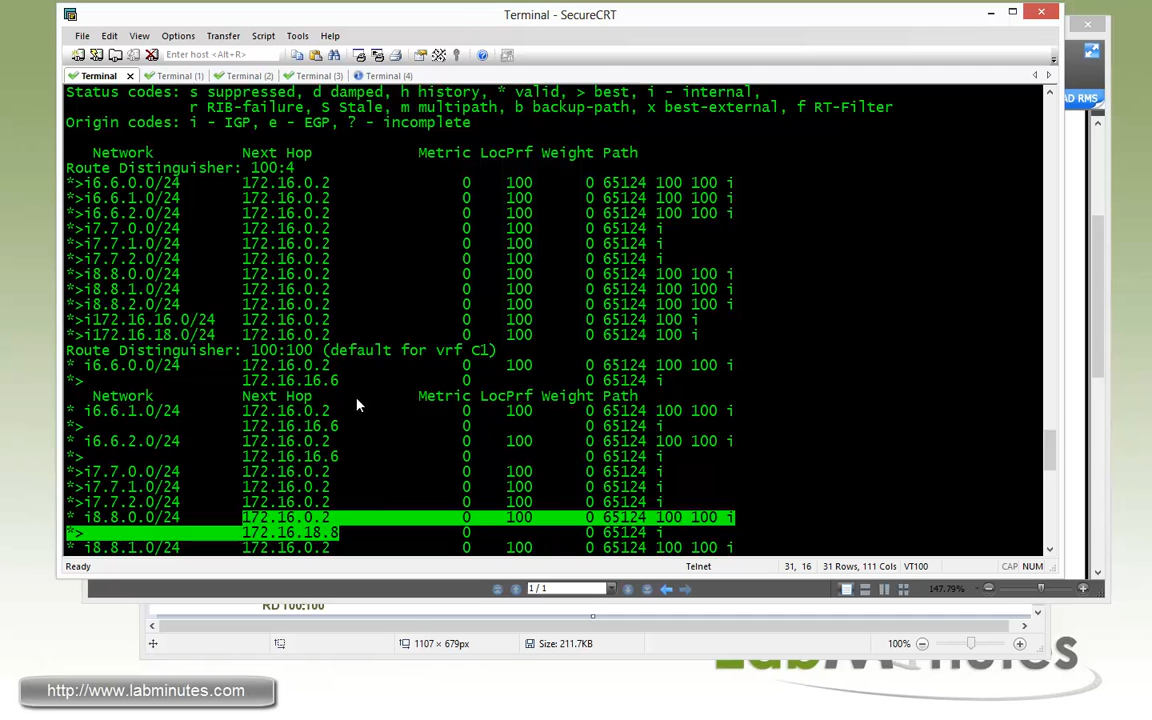 Terminal - SecureCRT
File Edit View Options Transfer Script Tools Help
Enter host <Alt+R>
Terminal Terminal (1) Terminal (2) Terminal (3) Terminal (4)
AD RMS
Status codes: s suppressed, d damped, h history, * valid, > best, i - internal,
r RIB-failure, S Stale, m multipath, b backup-path, x best-external, f RT-Filter
Origin codes: i - IGP, e - EGP, ? - incomplete
Network Next Hop Metric LocPrf Weight Path
Route Distinguisher: 100:4
*>i6.6.0.0/24 172.16.0.2 0 100 0 65124 100 100 i
*>i6.6.1.0/24 172.16.0.2 0 100 0 65124 100 100 i
*>i6.6.2.0/24 172.16.0.2 0 100 0 65124 100 100 i
*>i7.7.0.0/24 172.16.0.2 0 100 0 65124 i
*>i7.7.1.0/24 172.16.0.2 0 100 0 65124 i
*>i7.7.2.0/24 172.16.0.2 0 100 0 65124 i
*>i8.8.0.0/24 172.16.0.2 0 100 0 65124 100 100 i
*>i8.8.1.0/24 172.16.0.2 0 100 0 65124 100 100 i
*>i8.8.2.0/24 172.16.0.2 0 100 0 65124 100 100 i
*>i172.16.16.0/24 172.16.0.2 0 100 0 65124 100 i
*>i172.16.18.0/24 172.16.0.2 0 100 0 65124 100 i
Route Distinguisher: 100:100 (default for vrf C1)
* i6.6.0.0/24 172.16.0.2 0 100 0 65124 100 100 i
*> 172.16.16.6 0 0 65124 i
Network Next Hop Metric LocPrf Weight Path
* i6.6.1.0/24 172.16.0.2 0 100 0 65124 100 100 i
*> 172.16.16.6 0 0 65124 i
* i6.6.2.0/24 172.16.0.2 0 100 0 65124 100 100 i
*> 172.16.16.6 0 0 65124 i
*>i7.7.0.0/24 172.16.0.2 0 100 0 65124 i
*>i7.7.1.0/24 172.16.0.2 0 100 0 65124 i
*>i7.7.2.0/24 172.16.0.2 0 100 0 65124 i
* i8.8.0.0/24 172.16.0.2 0 100 0 65124 100 100 i
*> 172.16.18.8 0 0 65124 i
* i8.8.1.0/24 172.16.0.2 0 100 0 65124 100 100 i
Ready Telnet 31, 16 31 Rows, 111 Cols VT100 CAP NUM
1 / 1 147.79%
RD 100:100
1107 × 679px Size: 211.7KB 100%
LabMinutes
http://www.labminutes.com